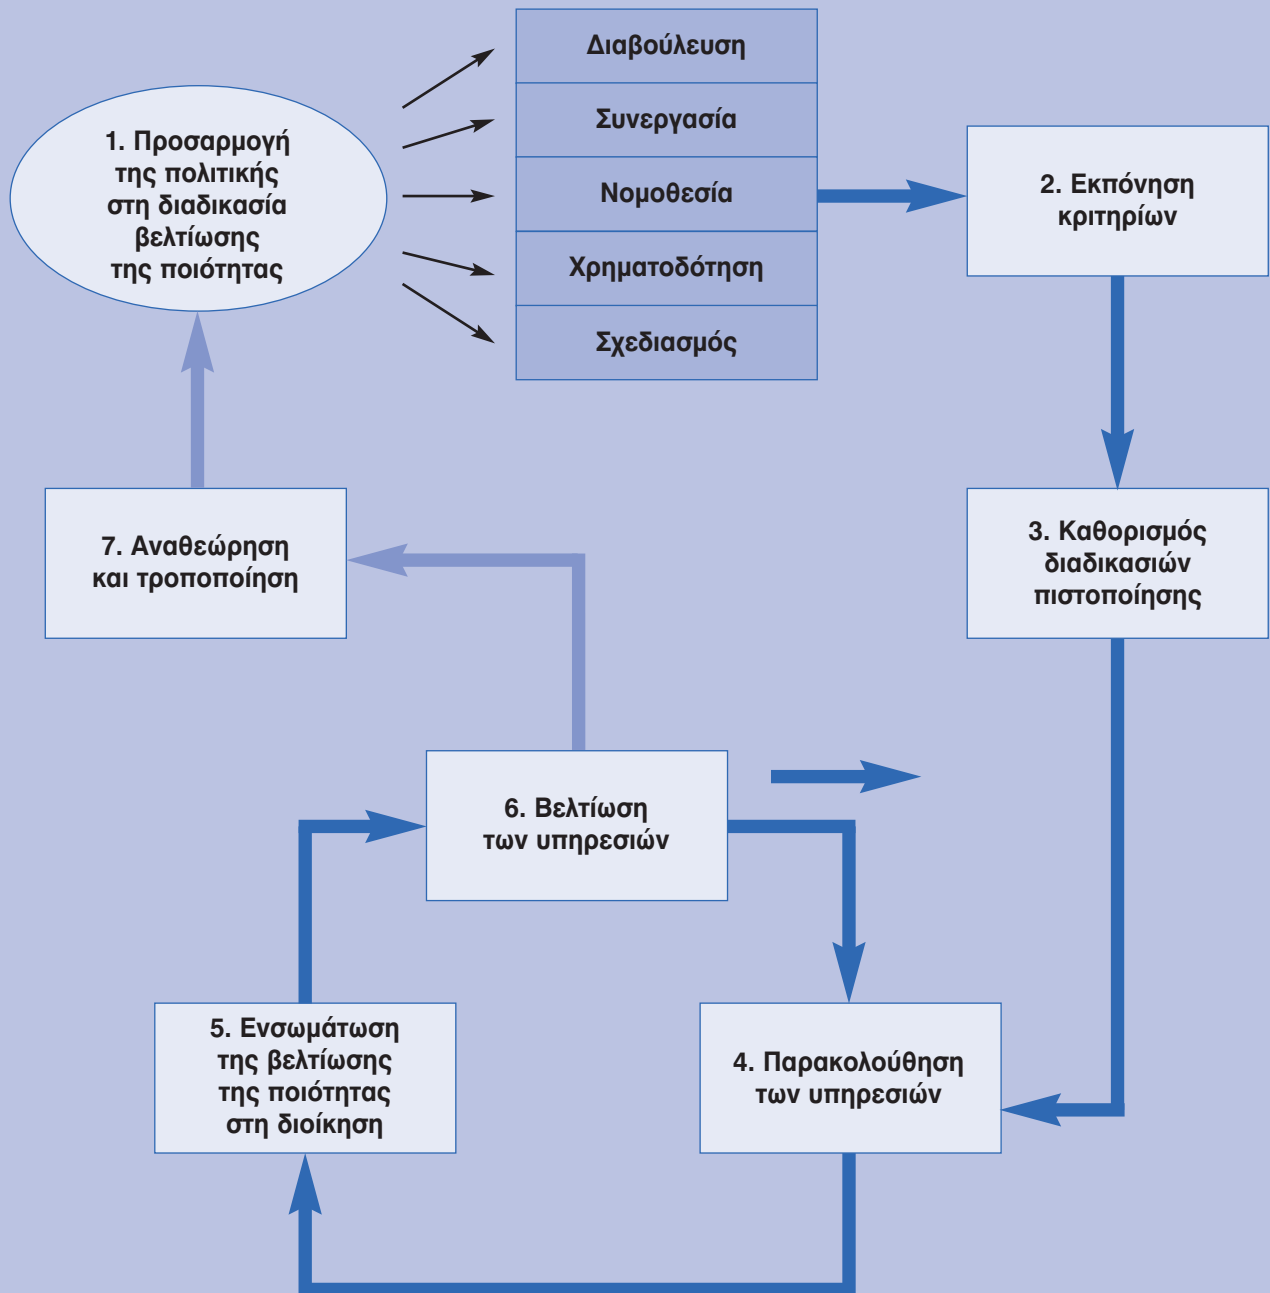 1. Προσαρμογή
της πολιτικής
στη διαδικασία
βελτίωσης
της ποιότητας
Διαβούλευση
Συνεργασία
Νομοθεσία
Χρηματοδότηση
Σχεδιασμός
2. Εκπόνηση
κριτηρίων
3. Καθορισμός
διαδικασιών
πιστοποίησης
7. Αναθεώρηση
και τροποποίηση
6. Βελτίωση
των υπηρεσιών
5. Ενσωμάτωση
της βελτίωσης
της ποιότητας
στη διοίκηση
4. Παρακολούθηση
των υπηρεσιών